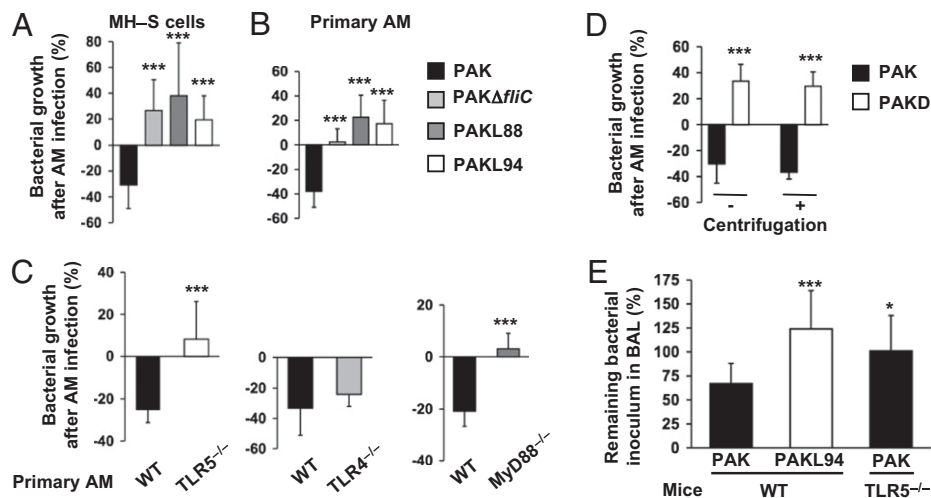 A
MH–S cells
Bacterial growth
after AM infection (%)
80
60
40
20
0
-20
-40
-60
***
***
***
B
Primary AM
60
40
20
0
-20
-40
-60
***
***
***
PAK
PAKΔfliC
PAKL88
PAKL94
D
Bacterial growth
after AM infection (%)
80
60
40
20
0
-20
-40
-60
***
***
- +
Centrifugation
PAK
PAKD
C
Bacterial growth
after AM infection (%)
40
20
0
-20
-40
***
WT TLR5–/–
0
-20
-40
-60
WT TLR4–/–
20
0
-20
-40
***
WT MyD88–/–
Primary AM
E
Remaining bacterial
inoculum in BAL (%)
175
150
125
100
75
50
25
0
***
*
PAK PAKL94 PAK
Mice WT TLR5–/–